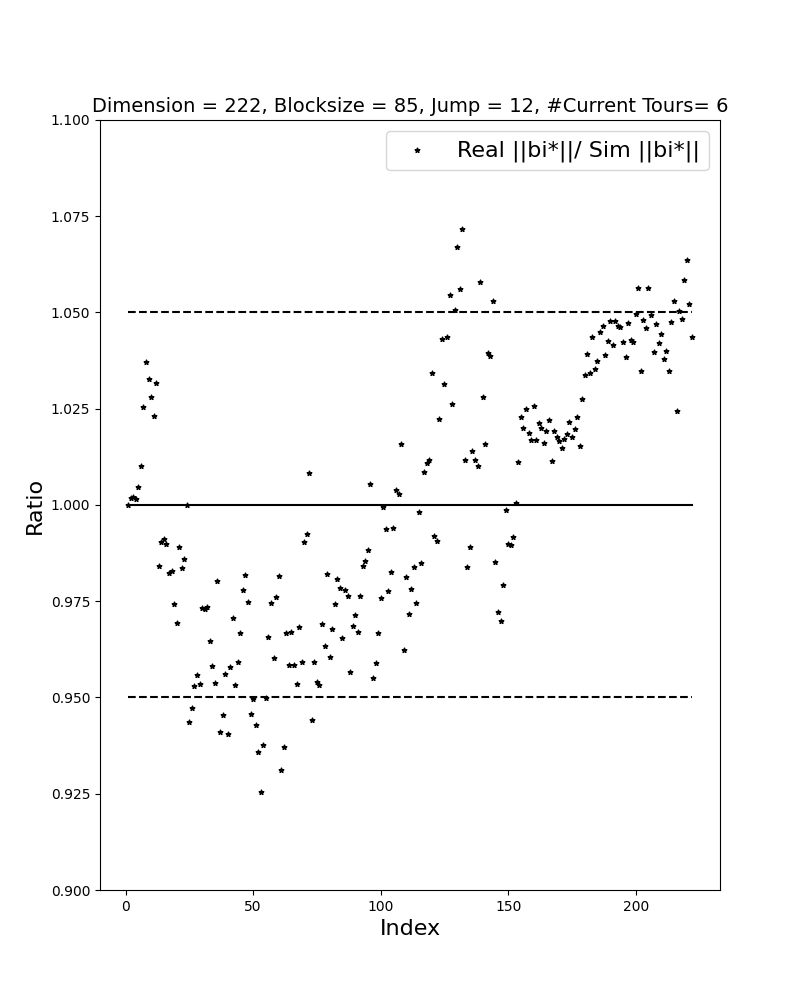 Dimension = 222, Blocksize = 85, Jump = 12, #Current Tours= 6
Real ||bi*||/ Sim ||bi*||
1.100
1.075
1.050
1.025
1.000
0.975
0.950
0.925
0.900
Ratio
0 50 100 150 200
Index